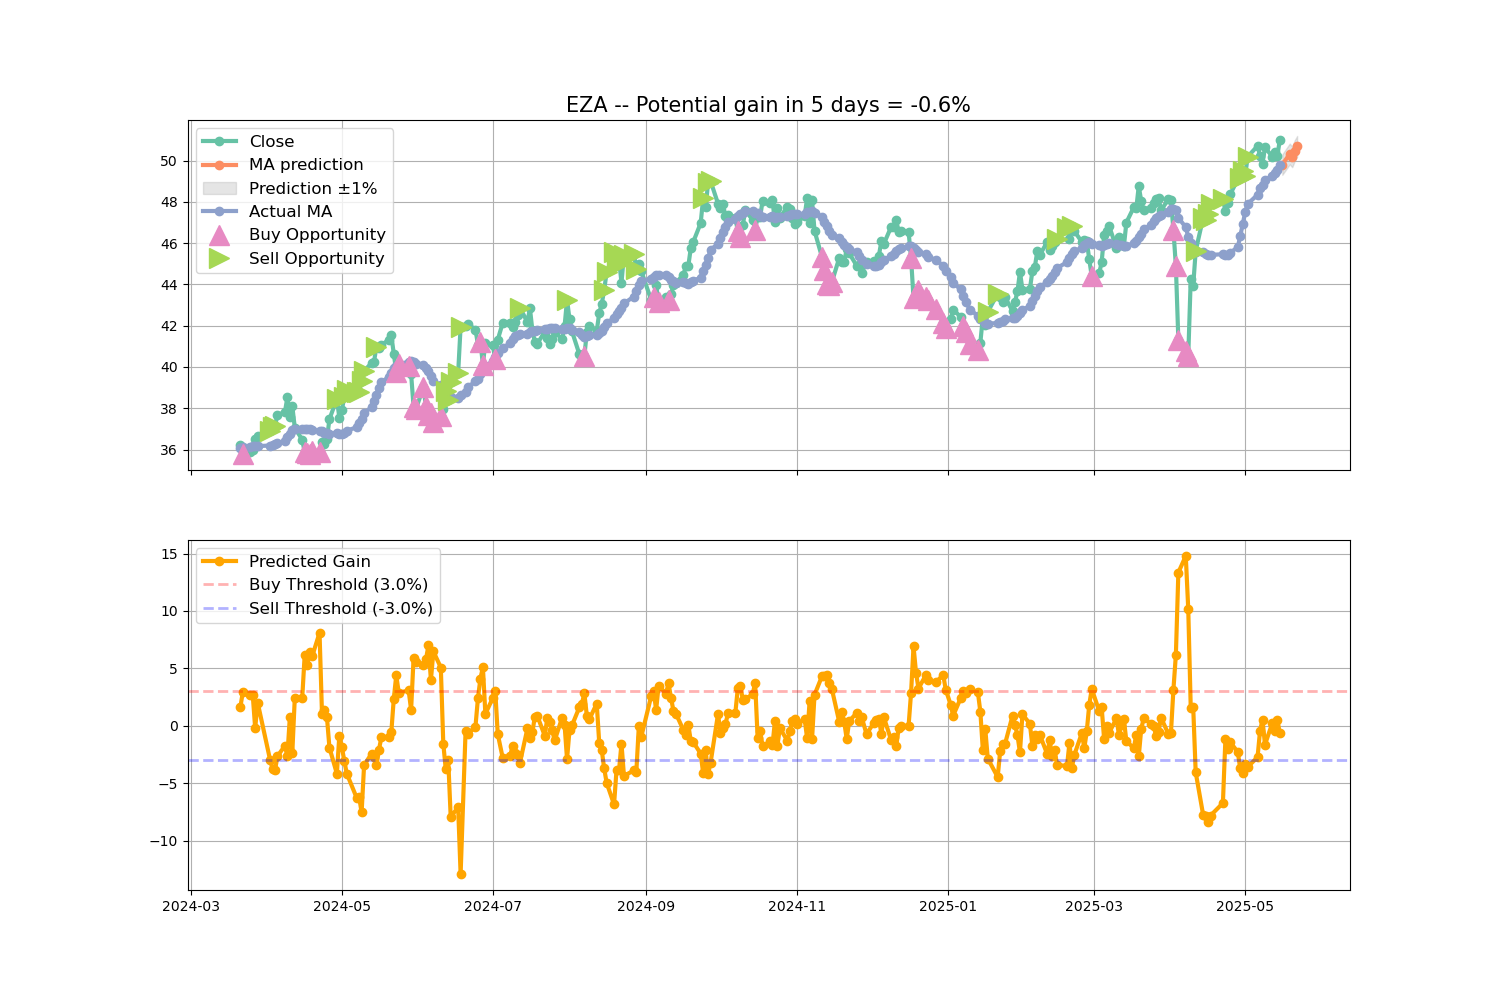 EZA -- Potential gain in 5 days = -0.6%
Close
MA prediction
Prediction ±1%
Actual MA
Buy Opportunity
Sell Opportunity
50
48
46
44
42
40
38
36
Predicted Gain
Buy Threshold (3.0%)
Sell Threshold (-3.0%)
15
10
5
0
−5
−10
2024-03 2024-05 2024-07 2024-09 2024-11 2025-01 2025-03 2025-05